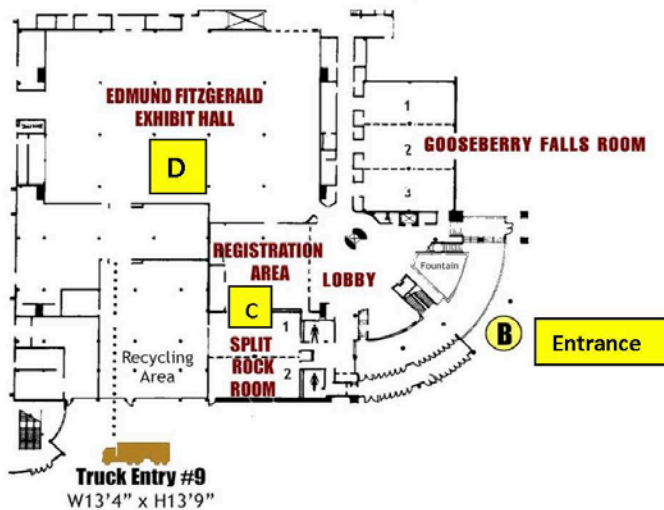 EDMUND FITZGERALD
EXHIBIT HALL
D
1
2
3
GOOSEBERRY FALLS ROOM
REGISTRATION
AREA
LOBBY
Fountain
C
1
SPLIT
ROCK
ROOM
2
B
Entrance
Recycling
Area
Truck Entry #9
W13'4" x H13'9"